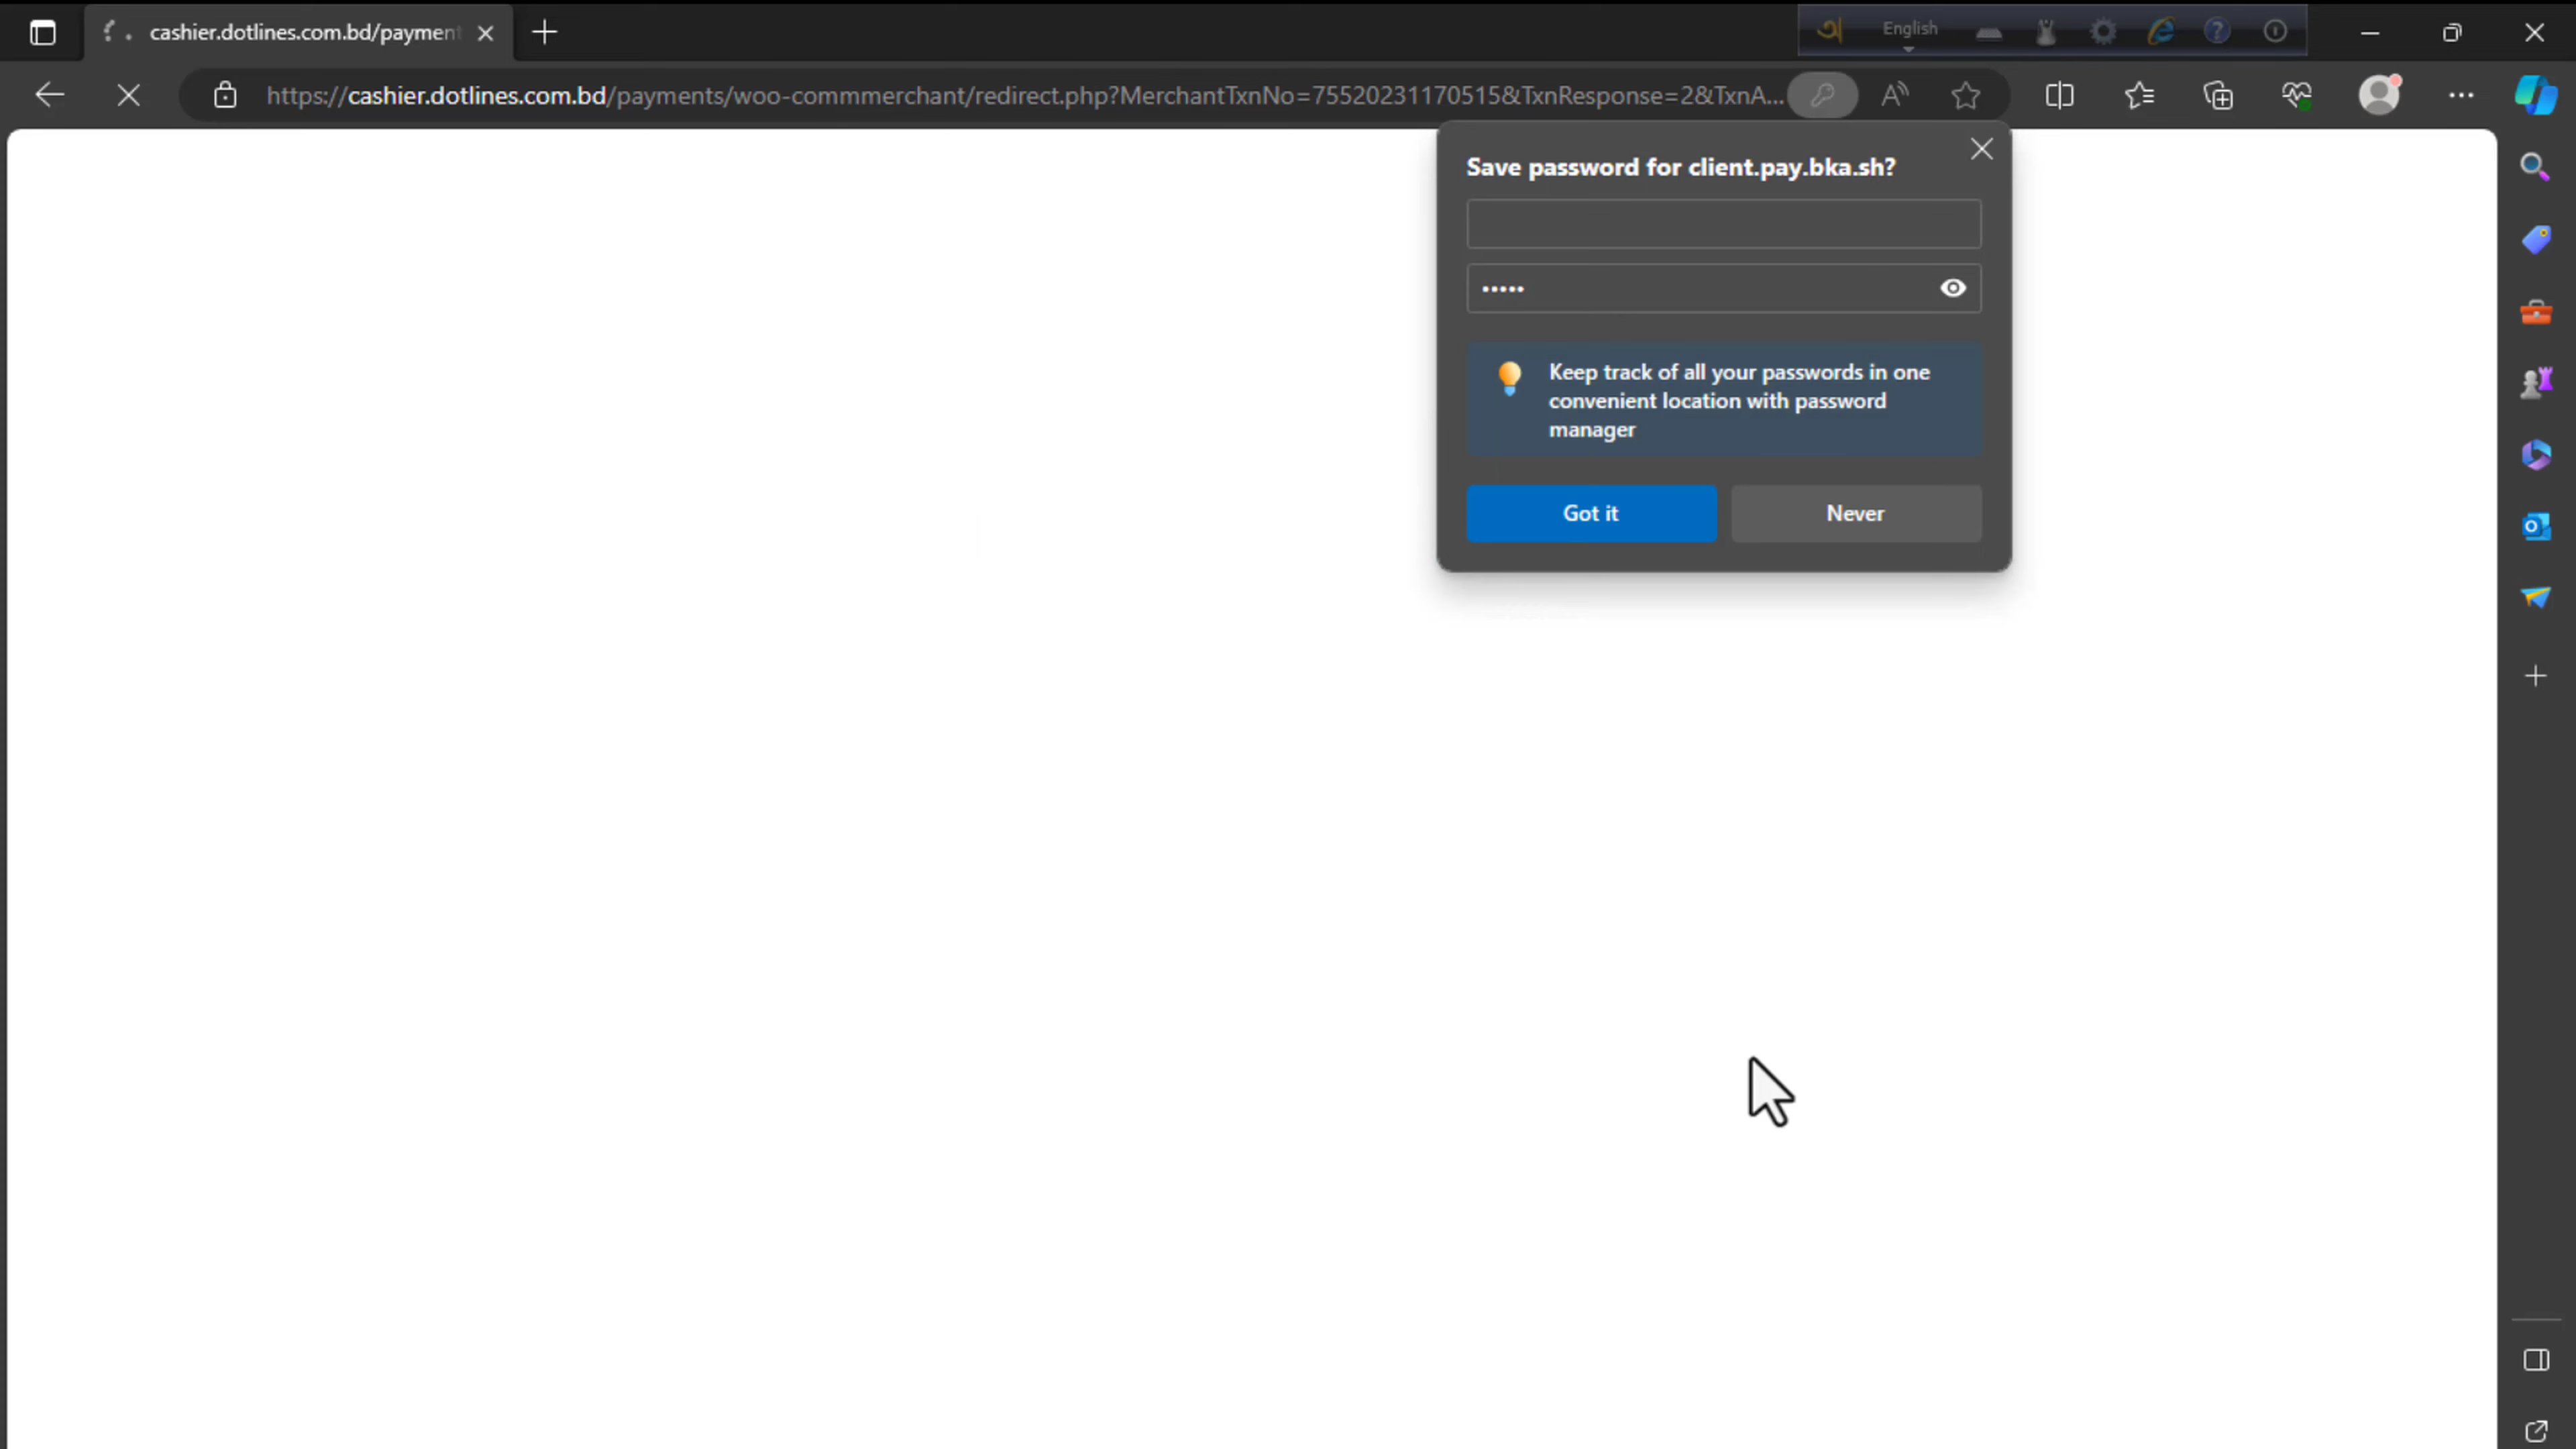 cashier.dotlines.com.bd/payment
English
https://cashier.dotlines.com.bd/payments/woo-commmerchant/redirect.php?MerchantTxnNo=75520231170515&TxnResponse=2&TxnA...
Save password for client.pay.bka.sh?
•••••
Keep track of all your passwords in one
convenient location with password
manager
Got it
Never